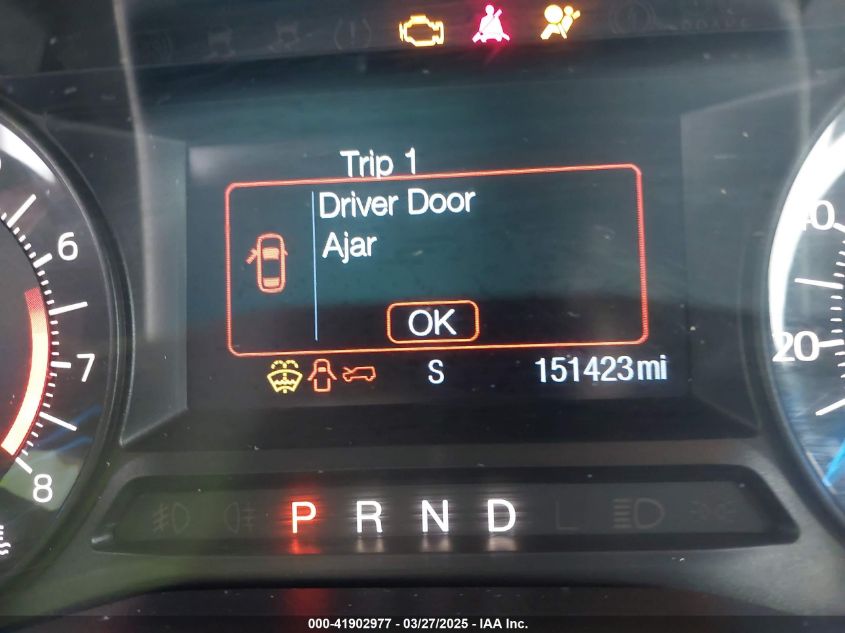 Trip 1
Driver Door
Ajar
OK
S 151423mi
6
7
8
40
20
P R N D L
000-41902977 - 03/27/2025 - IAA Inc.